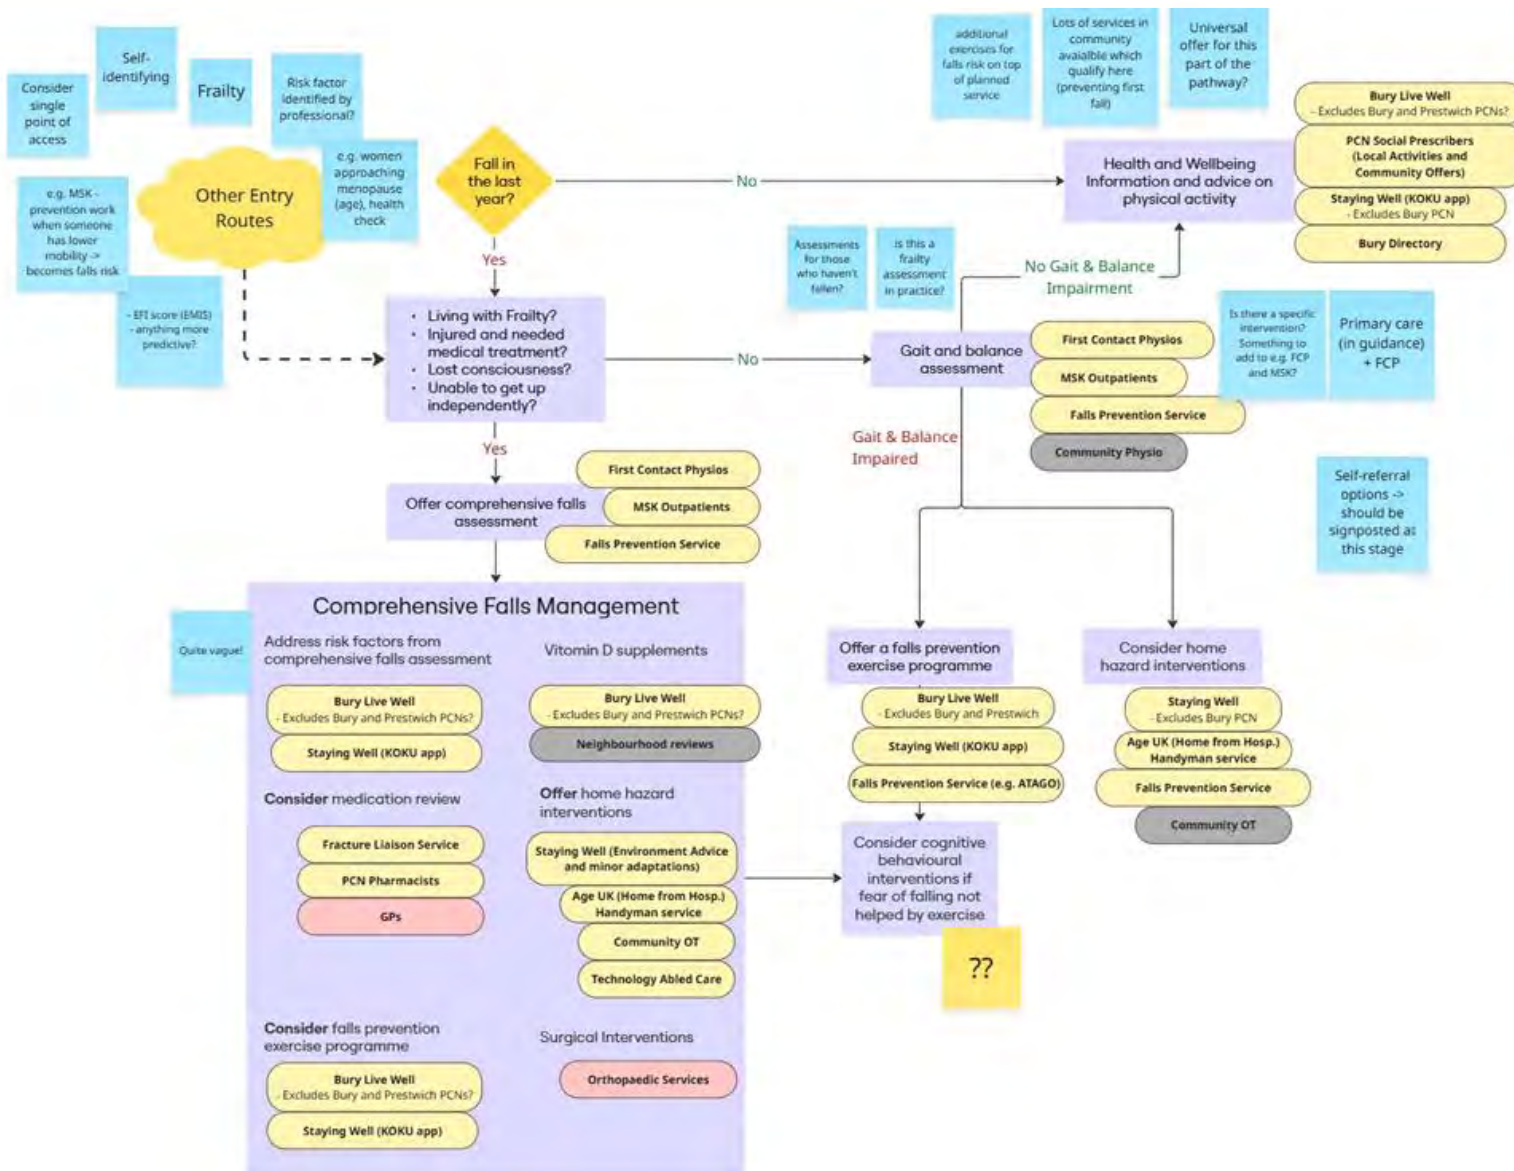 Consider
single
point of
access
Self-
identifying
Frailty
Risk factor
identified by
professional?
e.g. women
approaching
menopause
(age), health
check
e.g. MSK -
prevention work
when someone
has lower
mobility ->
becomes falls risk
Other Entry
Routes
- EFI score (EMIS)
- anything more
predictive?
Fall in
the last
year?
No
Yes
additional
exercises for
falls risk on top
of planned
service
Lots of services in
community
avaialble which
qualify here
(preventing first
fall)
Universal
offer for this
part of the
pathway?
Health and Wellbeing
Information and advice on
physical activity
Bury Live Well
- Excludes Bury and Prestwich PCNs?
PCN Social Prescribers
(Local Activities and
Community Offers)
Staying Well (KOKU app)
- Excludes Bury PCN
Bury Directory
• Living with Frailty?
• Injured and needed
medical treatment?
• Lost consciousness?
• Unable to get up
independently?
No
Yes
Assessments
for those
who haven't
fallen?
is this a
frailty
assessment
in practice?
No Gait & Balance
Impairment
Gait and balance
assessment
First Contact Physios
MSK Outpatients
Falls Prevention Service
Community Physio
Is there a specific
intervention?
Something to
add to e.g. FCP
and MSK?
Primary care
(in guidance)
+ FCP
Gait & Balance
Impaired
Self-referral
options ->
should be
signposted at
this stage
Offer comprehensive falls
assessment
First Contact Physios
MSK Outpatients
Falls Prevention Service
Quite vague!
Comprehensive Falls Management
Address risk factors from
comprehensive falls assessment
Bury Live Well
- Excludes Bury and Prestwich PCNs?
Staying Well (KOKU app)
Vitamin D supplements
Bury Live Well
- Excludes Bury and Prestwich PCNs?
Neighbourhood reviews
Consider medication review
Fracture Liaison Service
PCN Pharmacists
GPs
Offer home hazard
interventions
Staying Well (Environment Advice
and minor adaptations)
Age UK (Home from Hosp.)
Handyman service
Community OT
Technology Abled Care
Consider falls prevention
exercise programme
Bury Live Well
- Excludes Bury and Prestwich PCNs?
Staying Well (KOKU app)
Surgical Interventions
Orthopaedic Services
Offer a falls prevention
exercise programme
Bury Live Well
- Excludes Bury and Prestwich
Staying Well (KOKU app)
Falls Prevention Service (e.g. ATAGO)
Consider cognitive
behavioural
interventions if
fear of falling not
helped by exercise
??
Consider home
hazard interventions
Staying Well
- Excludes Bury PCN
Age UK (Home from Hosp.)
Handyman service
Falls Prevention Service
Community OT